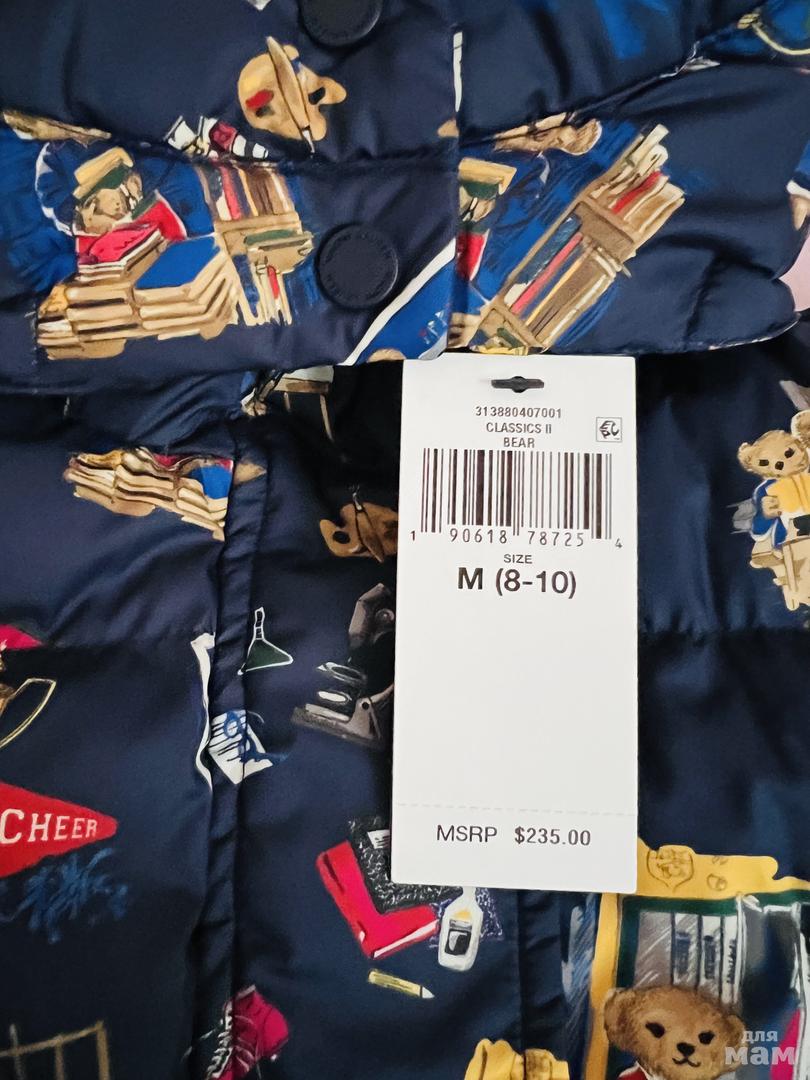 313880407001
CLASSICS II
BEAR
1 90618 78725 4
SIZE
M (8-10)
MSRP $235.00
CHEER
для
мам